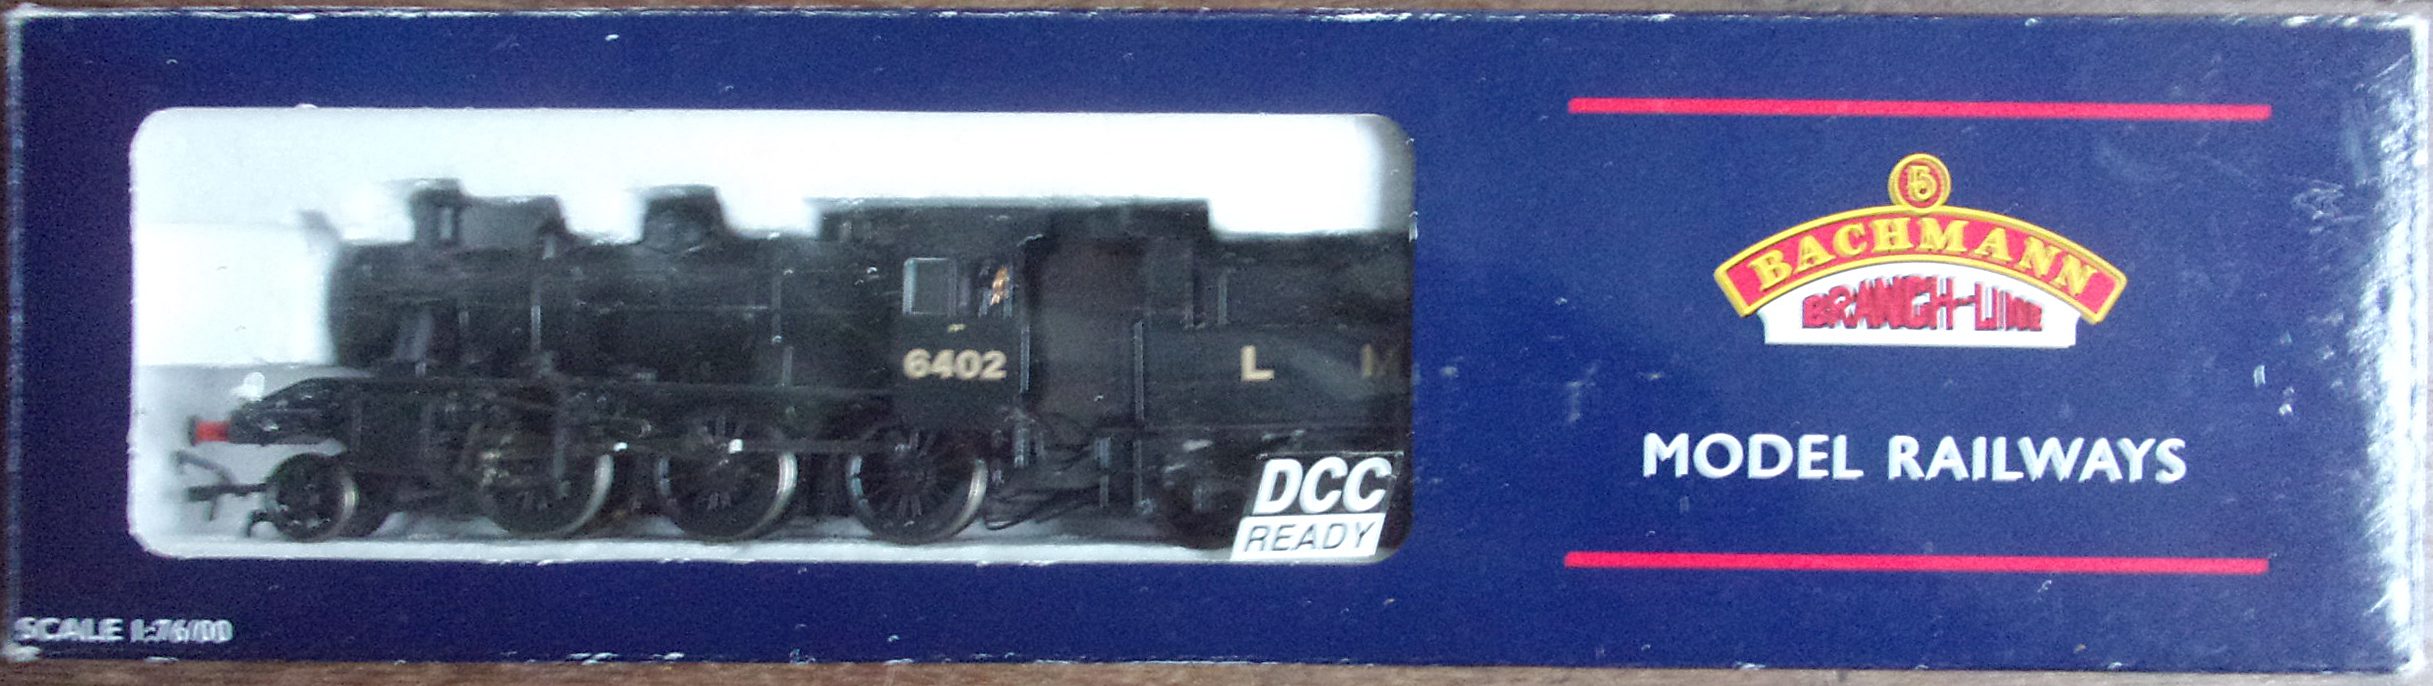 BACHMANN
BRANCH-LINE
MODEL RAILWAYS
6402
L M
DCC
READY
SCALE 1:76/00